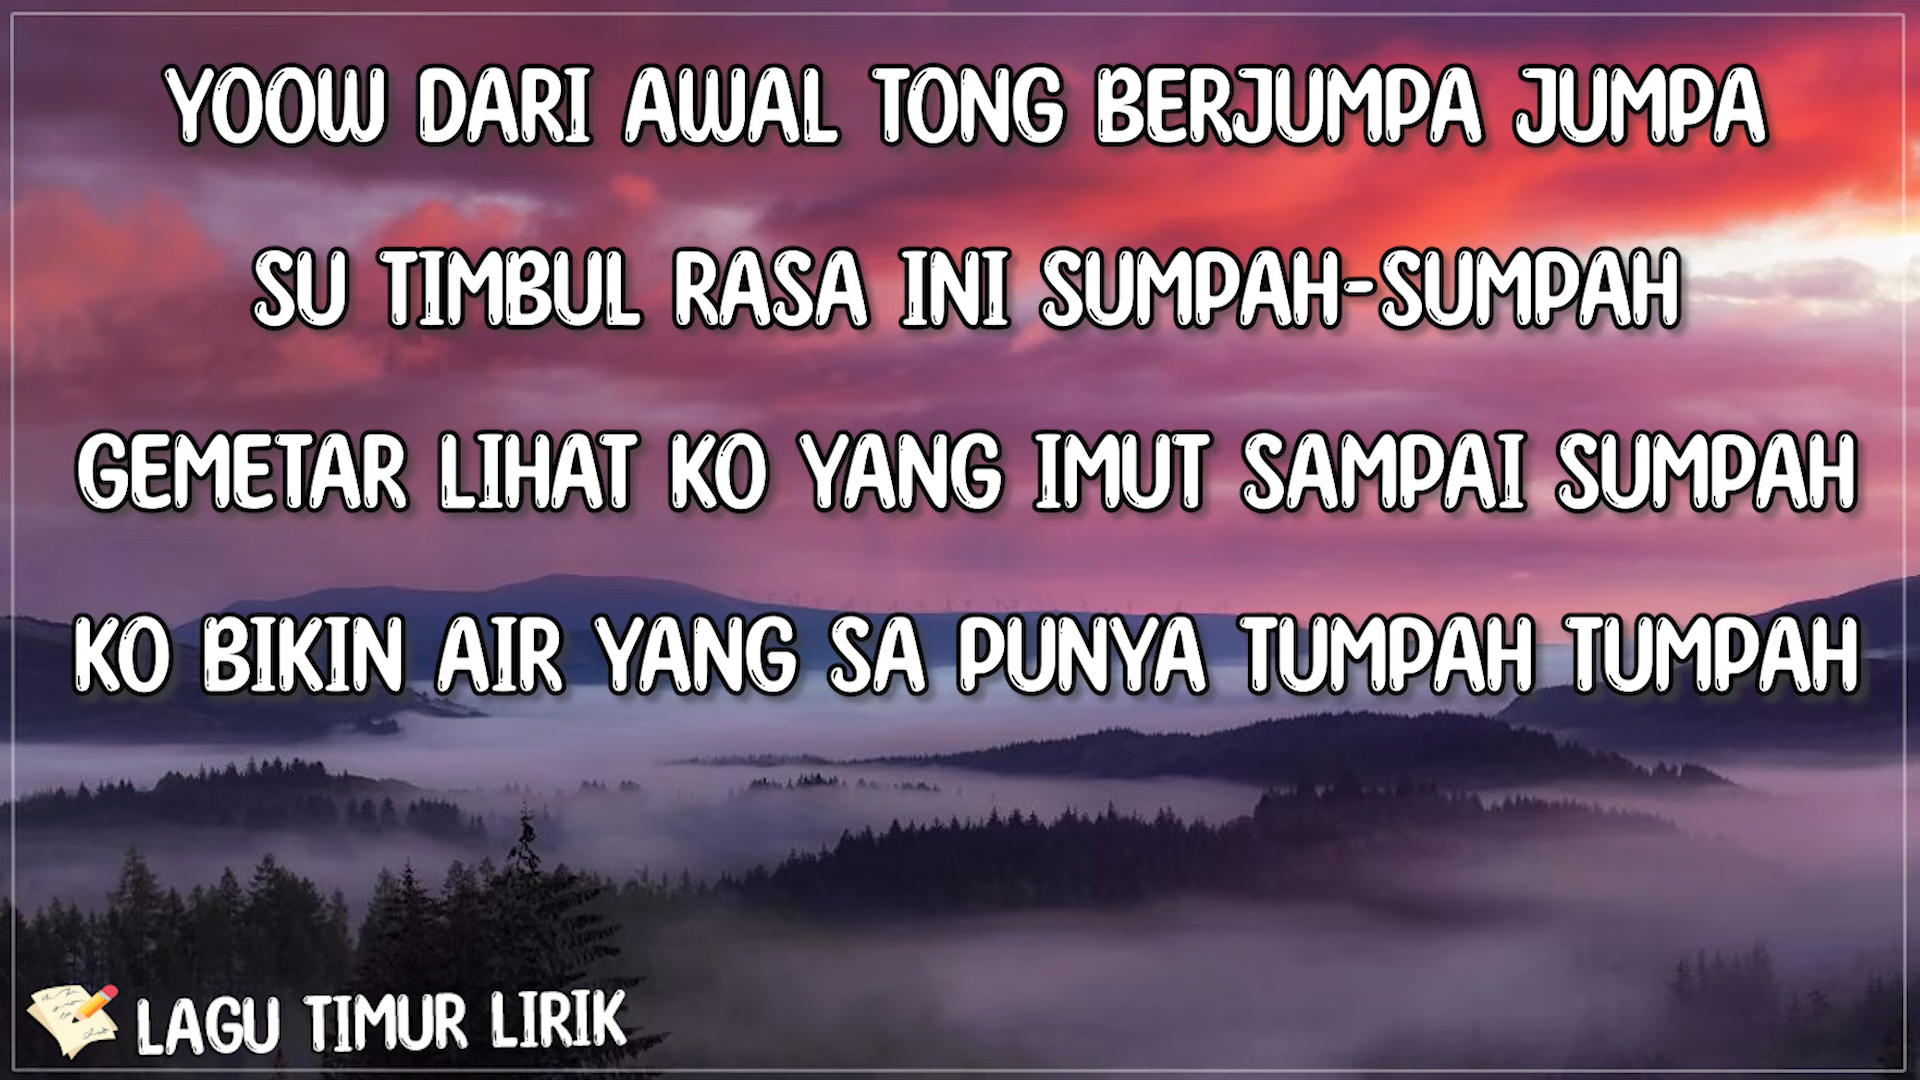 YOOW DARI AWAL TONG BERJUMPA JUMPA
SU TIMBUL RASA INI SUMPAH-SUMPAH
GEMETAR LIHAT KO YANG IMUT SAMPAI SUMPAH
KO BIKIN AIR YANG SA PUNYA TUMPAH TUMPAH
LAGU TIMUR LIRIK